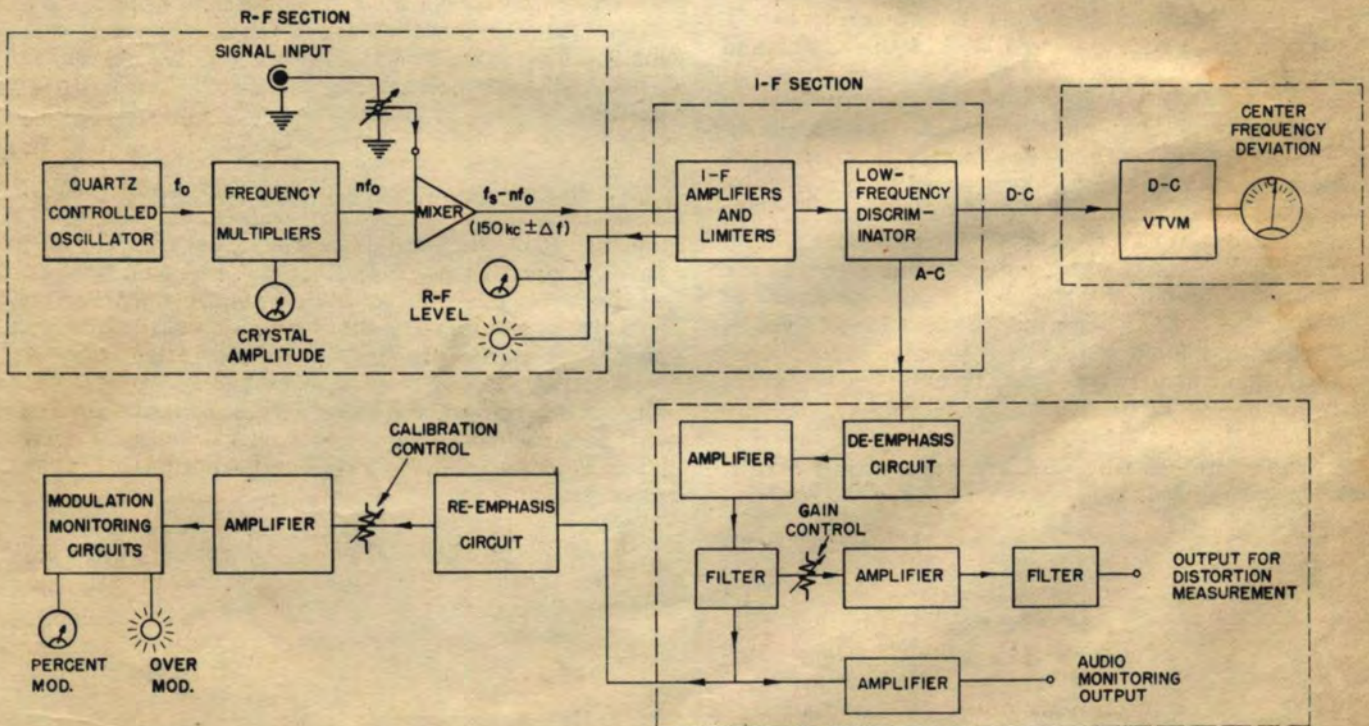 R-F SECTION
SIGNAL INPUT
QUARTZ
CONTROLLED
OSCILLATOR
fo
FREQUENCY
MULTIPLIERS
nfo
MIXER
fs-nfo
(150 kc ± Δf)
CRYSTAL
AMPLITUDE
R-F
LEVEL
I-F SECTION
I-F
AMPLIFIERS
AND
LIMITERS
LOW-
FREQUENCY
DISCRIM-
INATOR
D-C
A-C
D-C
VTVM
CENTER
FREQUENCY
DEVIATION
DE-EMPHASIS
CIRCUIT
AMPLIFIER
FILTER
GAIN
CONTROL
AMPLIFIER
FILTER
OUTPUT FOR
DISTORTION
MEASUREMENT
AMPLIFIER
AUDIO
MONITORING
OUTPUT
RE-EMPHASIS
CIRCUIT
CALIBRATION
CONTROL
AMPLIFIER
MODULATION
MONITORING
CIRCUITS
PERCENT
MOD.
OVER
MOD.